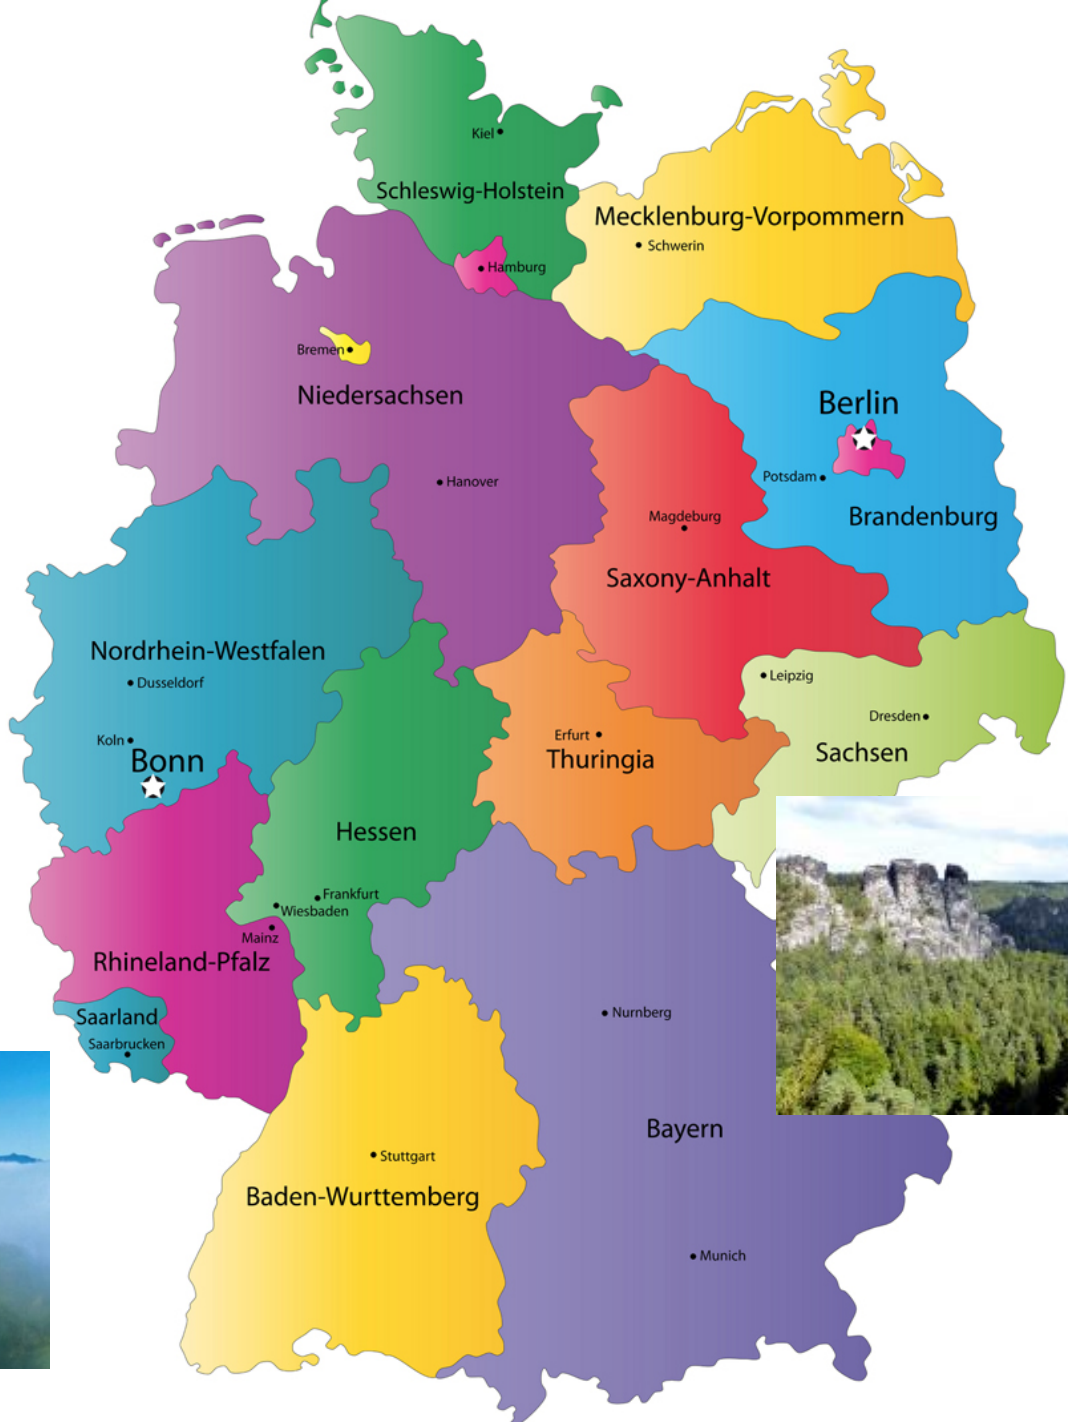 Kiel
Schleswig-Holstein
Mecklenburg-Vorpommern
Schwerin
Hamburg
Bremen
Niedersachsen
Berlin
Hanover
Potsdam
Magdeburg
Brandenburg
Saxony-Anhalt
Nordrhein-Westfalen
Dusseldorf
Leipzig
Dresden
Koln
Erfurt
Sachsen
Bonn
Thuringia
Hessen
Frankfurt
Wiesbaden
Mainz
Rhineland-Pfalz
Saarland
Nurnberg
Saarbrucken
Bayern
Stuttgart
Baden-Wurttemberg
Munich